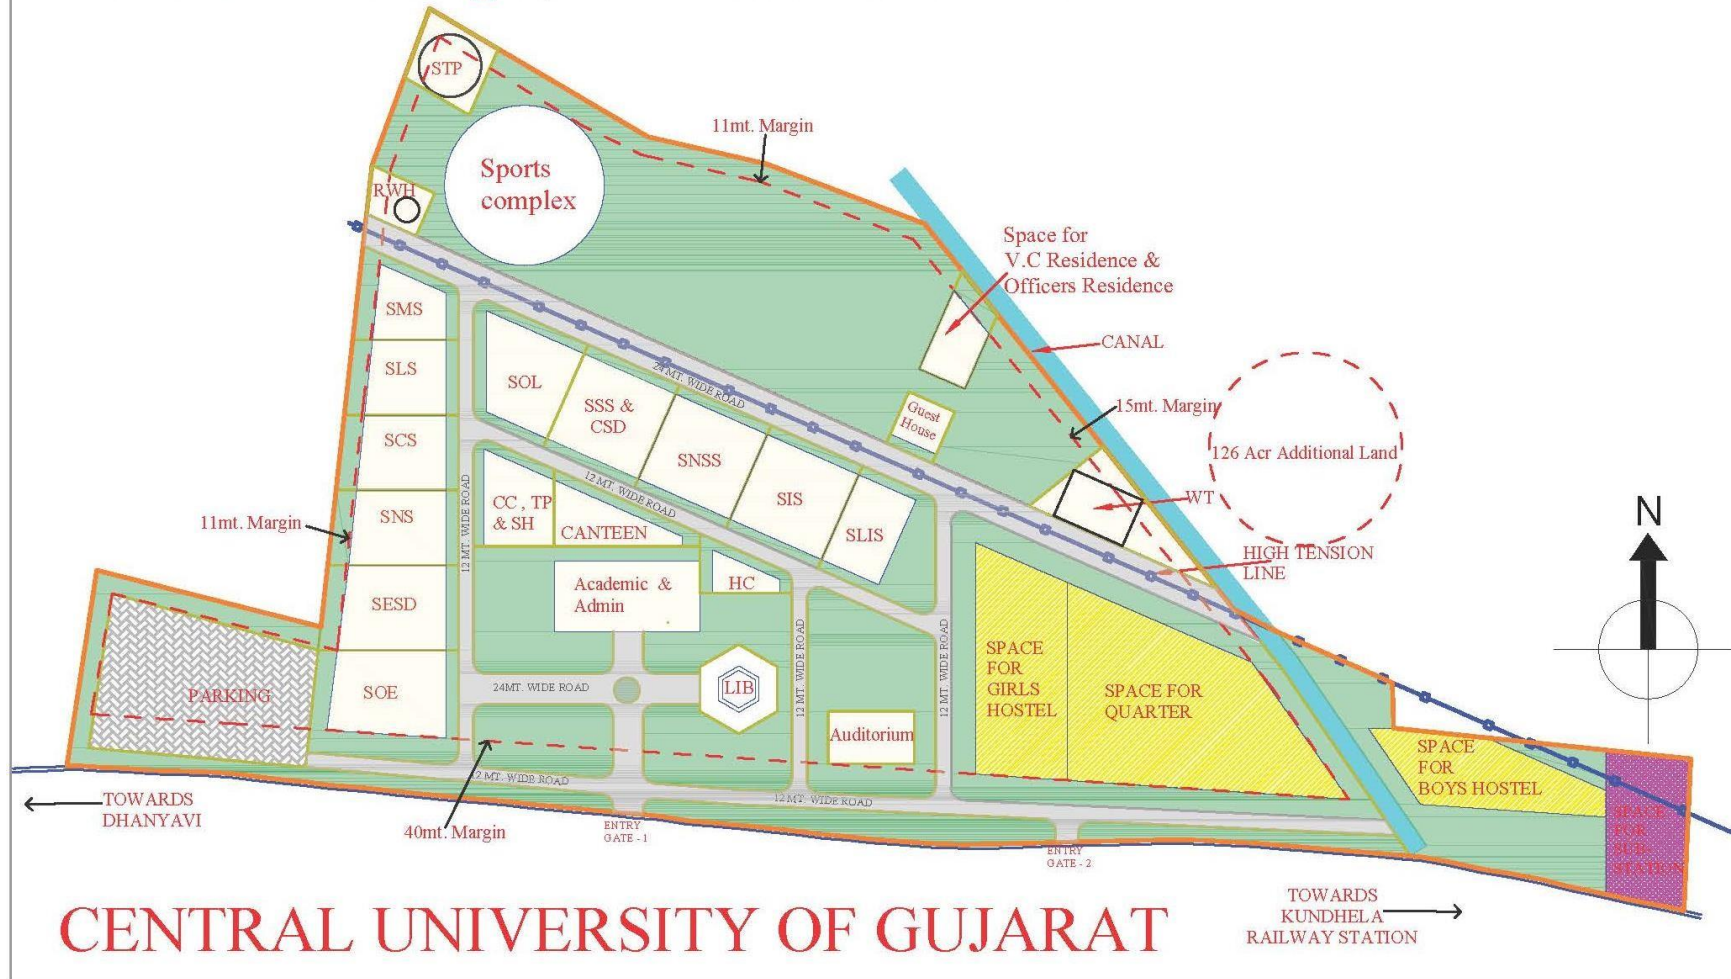 STP
Sports
complex
11mt. Margin
RWH
Space for
V.C Residence &
Officers Residence
CANAL
SMS
SLS
SCS
SNS
SESD
SOE
SOL
SSS &
CSD
SNSS
SIS
SLIS
24 MT. WIDE ROAD
Guest
House
15mt. Margin
126 Acr Additional Land
WT
HIGH TENSION
LINE
N
12 MT. WIDE ROAD
12 MT. WIDE ROAD
CC , TP
& SH
CANTEEN
Academic &
Admin
HC
11mt. Margin
PARKING
24MT. WIDE ROAD
LIB
12 MT. WIDE ROAD
Auditorium
12 MT. WIDE ROAD
SPACE
FOR
GIRLS
HOSTEL
SPACE FOR
QUARTER
SPACE
FOR
BOYS HOSTEL
SPACE
FOR
SUB-
STATION
12 MT. WIDE ROAD
12 MT. WIDE ROAD
TOWARDS
DHANYAVI
40mt. Margin
ENTRY
GATE - 1
ENTRY
GATE - 2
TOWARDS
KUNDHELA
RAILWAY STATION
CENTRAL UNIVERSITY OF GUJARAT